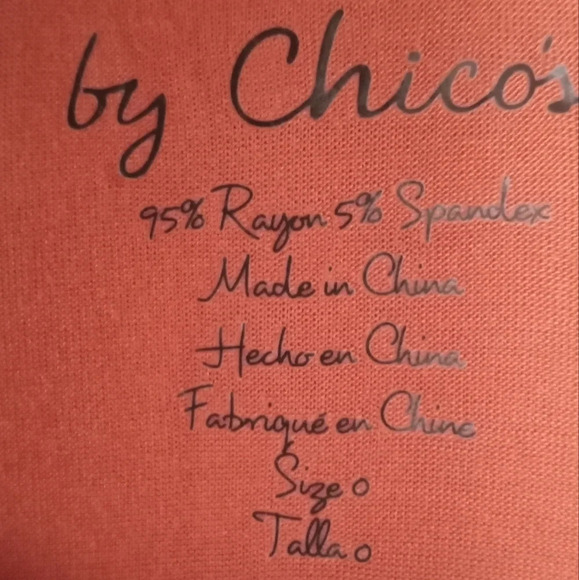 by Chico's
95% Rayon 5% Spandex
Made in China
Hecho en China
Fabriqué en Chine
Size 0
Talla 0